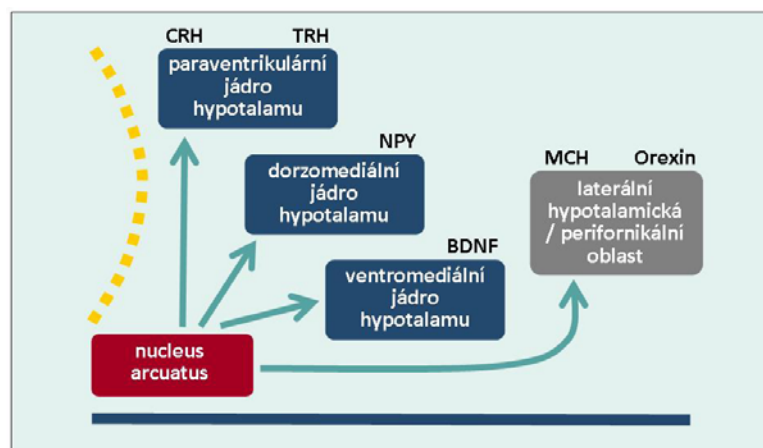 CRH TRH
paraventrikulární
jádro
hypotalamu
NPY
dorzomediální
jádro
hypotalamu
MCH Orexin
laterální
hypotalamická
/ perifornikální
oblast
BDNF
ventromediální
jádro
hypotalamu
nucleus
arcuatus